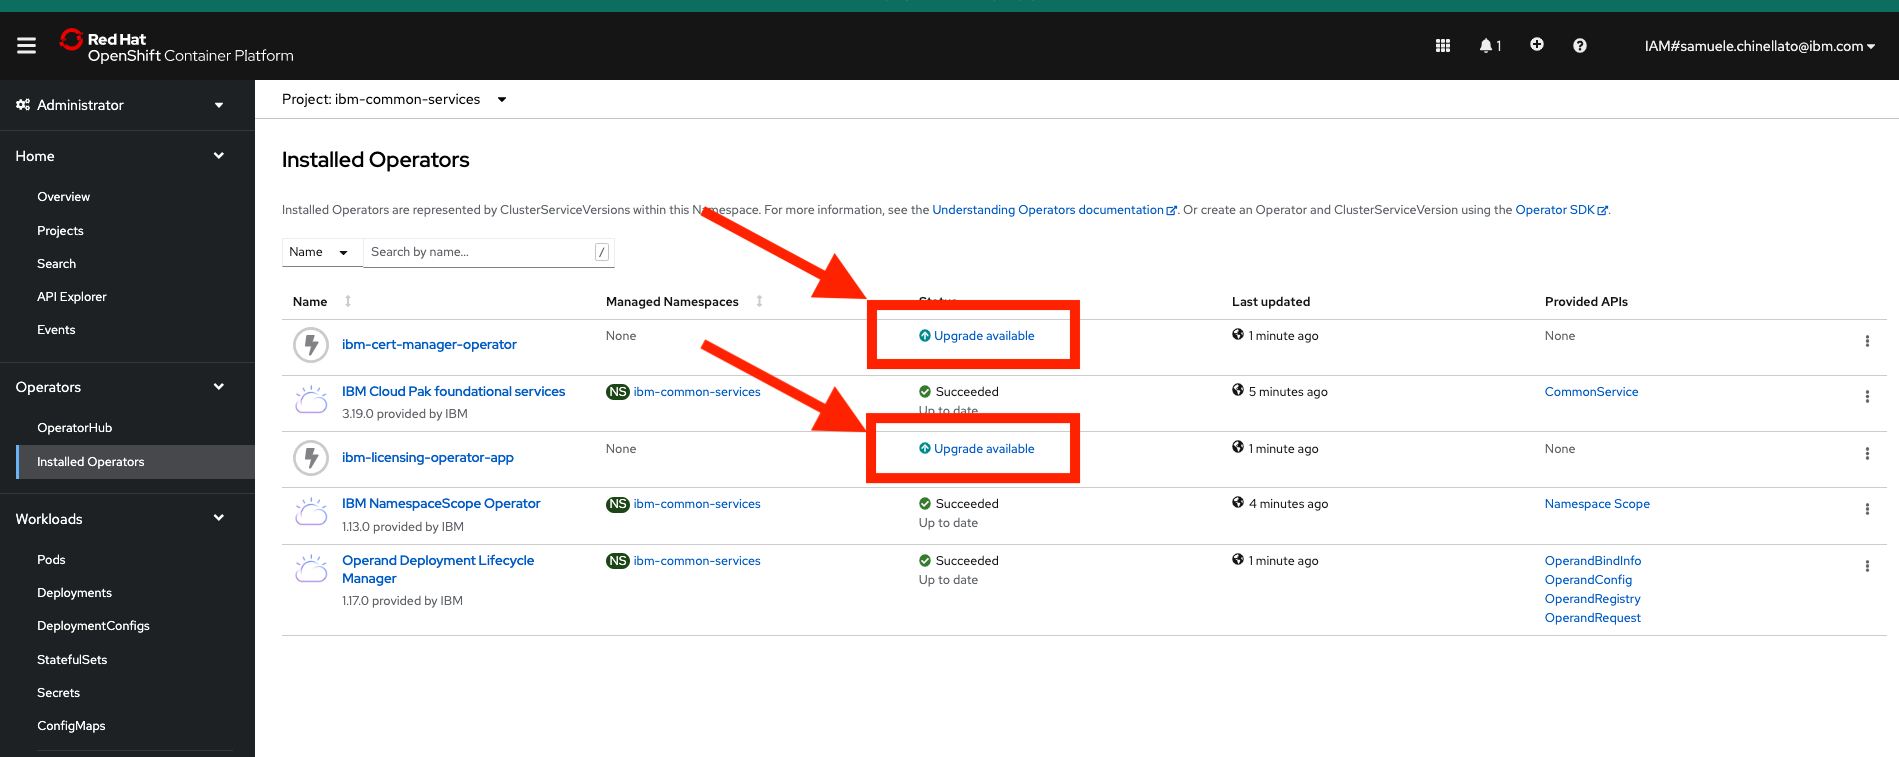 Red Hat
OpenShift Container Platform
1
IAM#samuele.chinellato@ibm.com
Administrator
Home
Overview
Projects
Search
API Explorer
Events
Operators
OperatorHub
Installed Operators
Workloads
Pods
Deployments
DeploymentConfigs
StatefulSets
Secrets
ConfigMaps
Project: ibm-common-services
Installed Operators
Installed Operators are represented by ClusterServiceVersions within this Namespace. For more information, see the Understanding Operators documentation. Or create an Operator and ClusterServiceVersion using the Operator SDK.
Name Search by name... /
Name Managed Namespaces Status Last updated Provided APIs
ibm-cert-manager-operator None Upgrade available 1 minute ago None
IBM Cloud Pak foundational services NS ibm-common-services Succeeded 5 minutes ago CommonService
3.19.0 provided by IBM Up to date
ibm-licensing-operator-app None Upgrade available 1 minute ago None
IBM NamespaceScope Operator NS ibm-common-services Succeeded 4 minutes ago Namespace Scope
1.13.0 provided by IBM Up to date
Operand Deployment Lifecycle NS ibm-common-services Succeeded 1 minute ago OperandBindInfo
Manager Up to date OperandConfig
1.17.0 provided by IBM OperandRegistry
OperandRequest